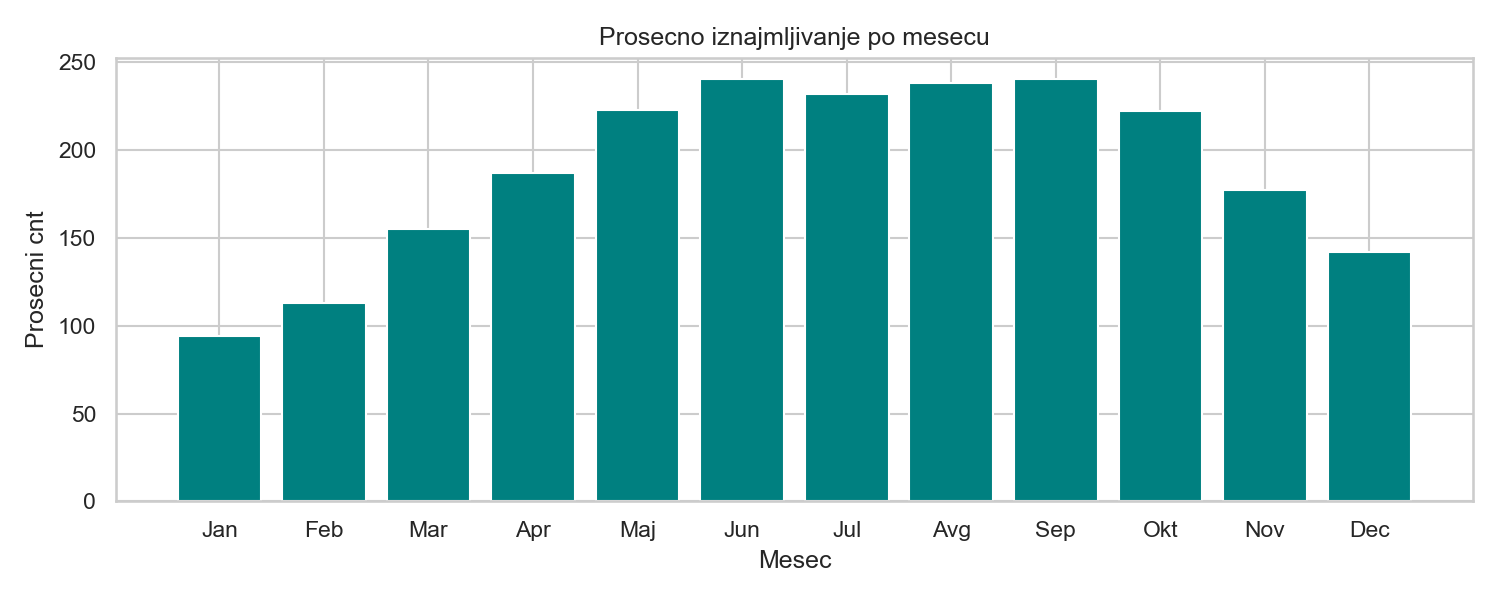 Prosecno iznajmljivanje po mesecu
Prosecni cnt
250
200
150
100
50
0
Jan Feb Mar Apr Maj Jun Jul Avg Sep Okt Nov Dec
Mesec